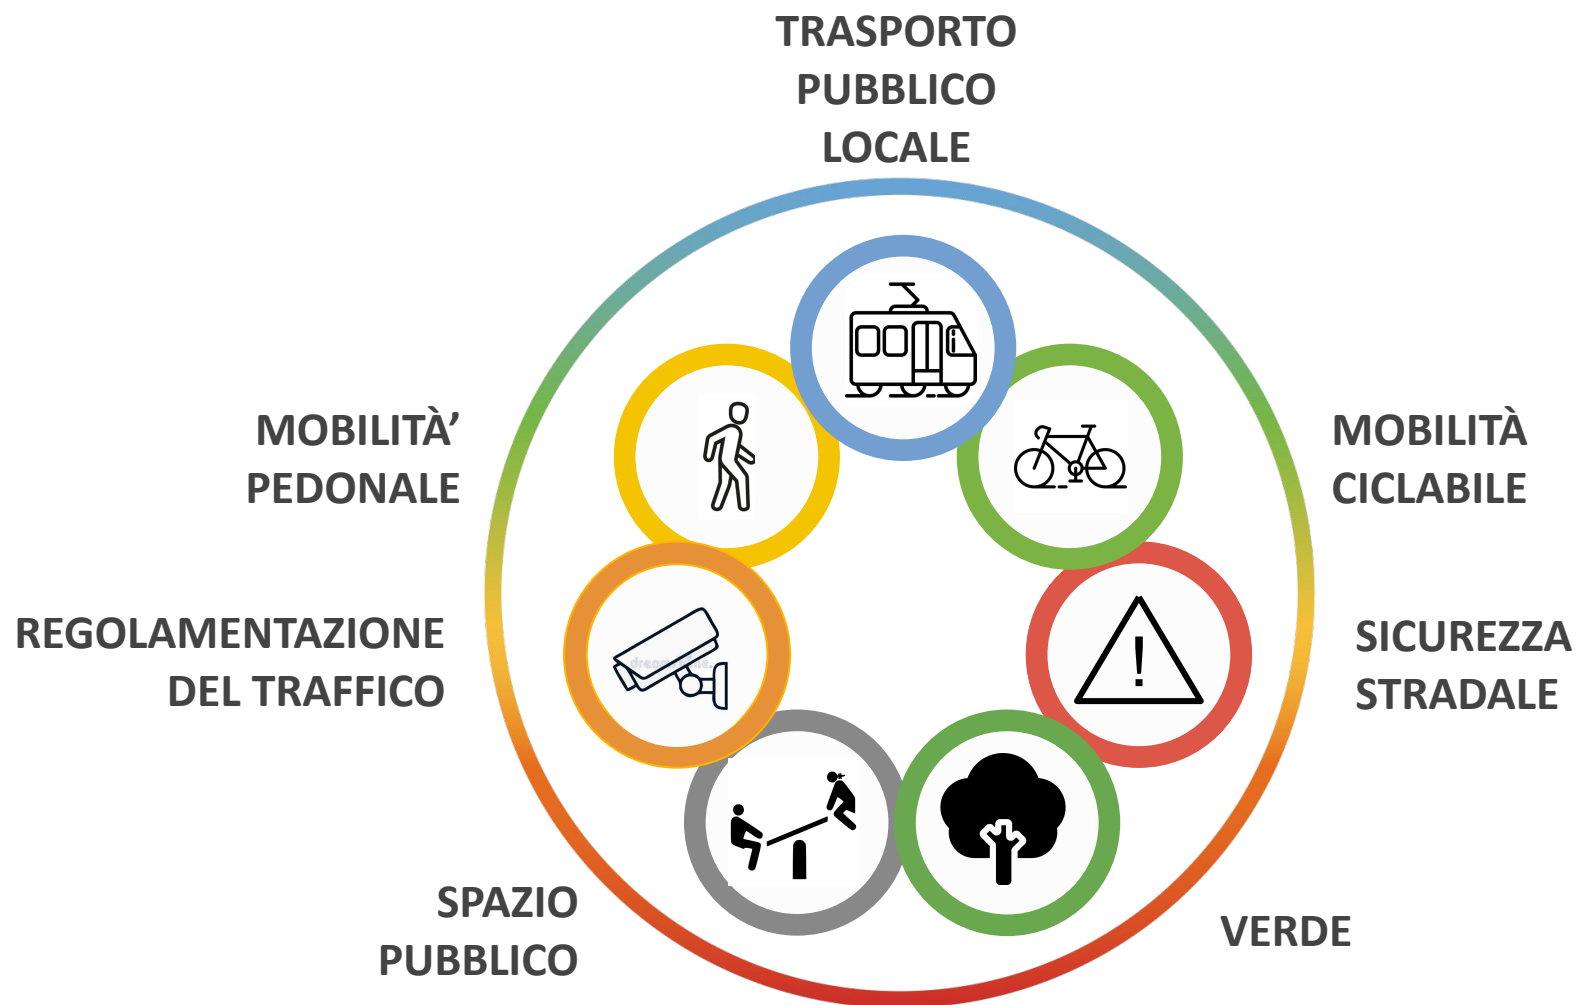 TRASPORTO
PUBBLICO
LOCALE
MOBILITÀ’
PEDONALE
MOBILITÀ
CICLABILE
REGOLAMENTAZIONE
DEL TRAFFICO
SICUREZZA
STRADALE
!
SPAZIO
PUBBLICO
VERDE